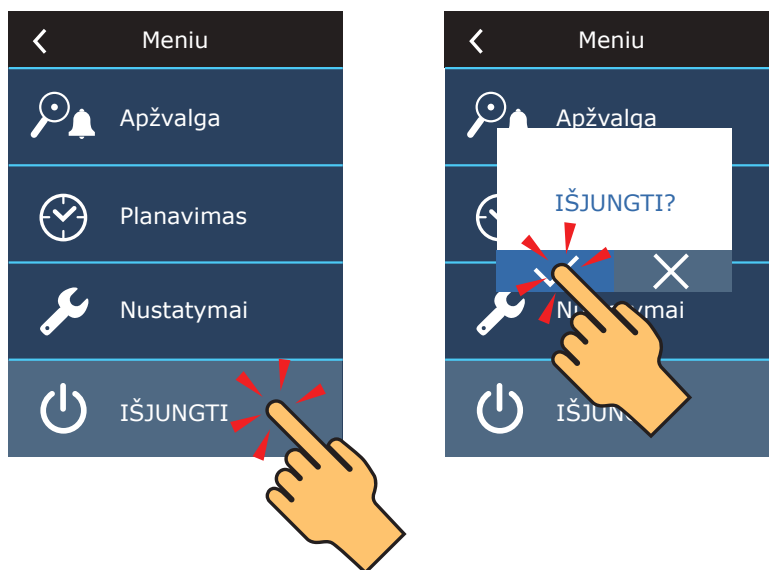 Meniu
Apžvalga
Planavimas
Nustatymai
IŠJUNGTI
Meniu
Apžvalga
IŠJUNGTI?